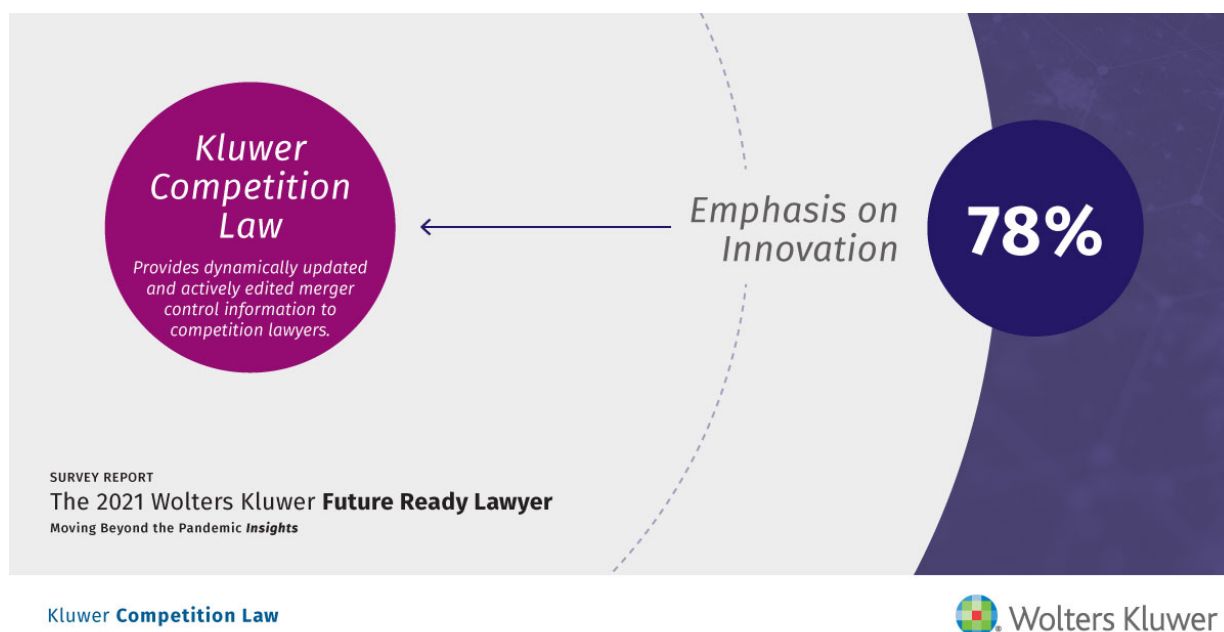 Kluwer
Competition
Law
Provides dynamically updated
and actively edited merger
control information to
competition lawyers.
Emphasis on
Innovation
78%
SURVEY REPORT
The 2021 Wolters Kluwer Future Ready Lawyer
Moving Beyond the Pandemic Insights
Kluwer Competition Law
Wolters Kluwer